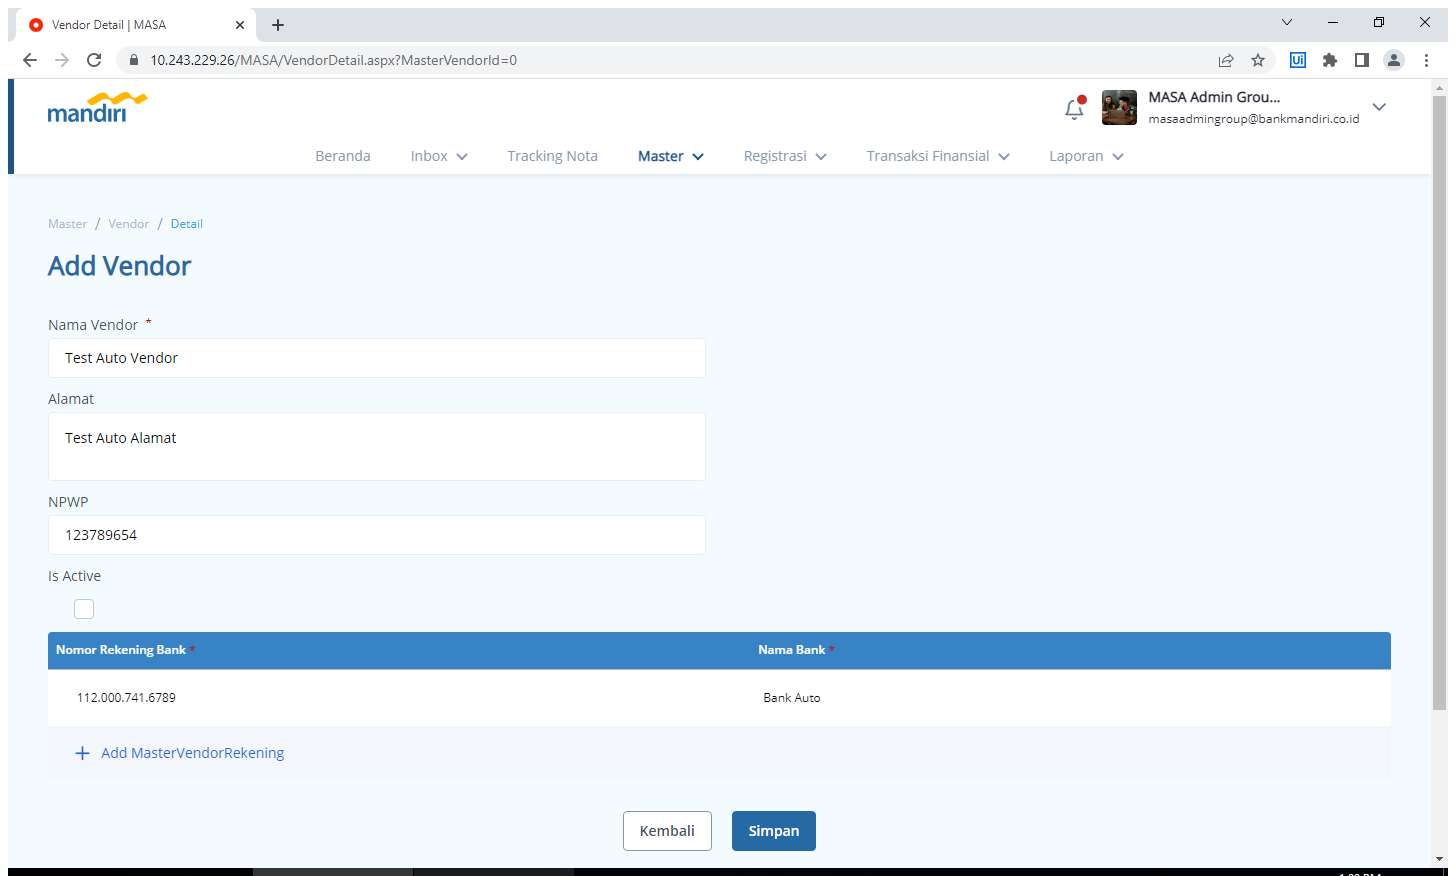 Vendor Detail | MASA
10.243.229.26/MASA/VendorDetail.aspx?MasterVendorId=0
Ui
mandiri
MASA Admin Grou...
masaadmingroup@bankmandiri.co.id
Beranda Inbox Tracking Nota Master Registrasi Transaksi Finansial Laporan
Master / Vendor / Detail
Add Vendor
Nama Vendor *
Test Auto Vendor
Alamat
Test Auto Alamat
NPWP
123789654
Is Active
Nomor Rekening Bank * Nama Bank *
112.000.741.6789 Bank Auto
+ Add MasterVendorRekening
Kembali Simpan